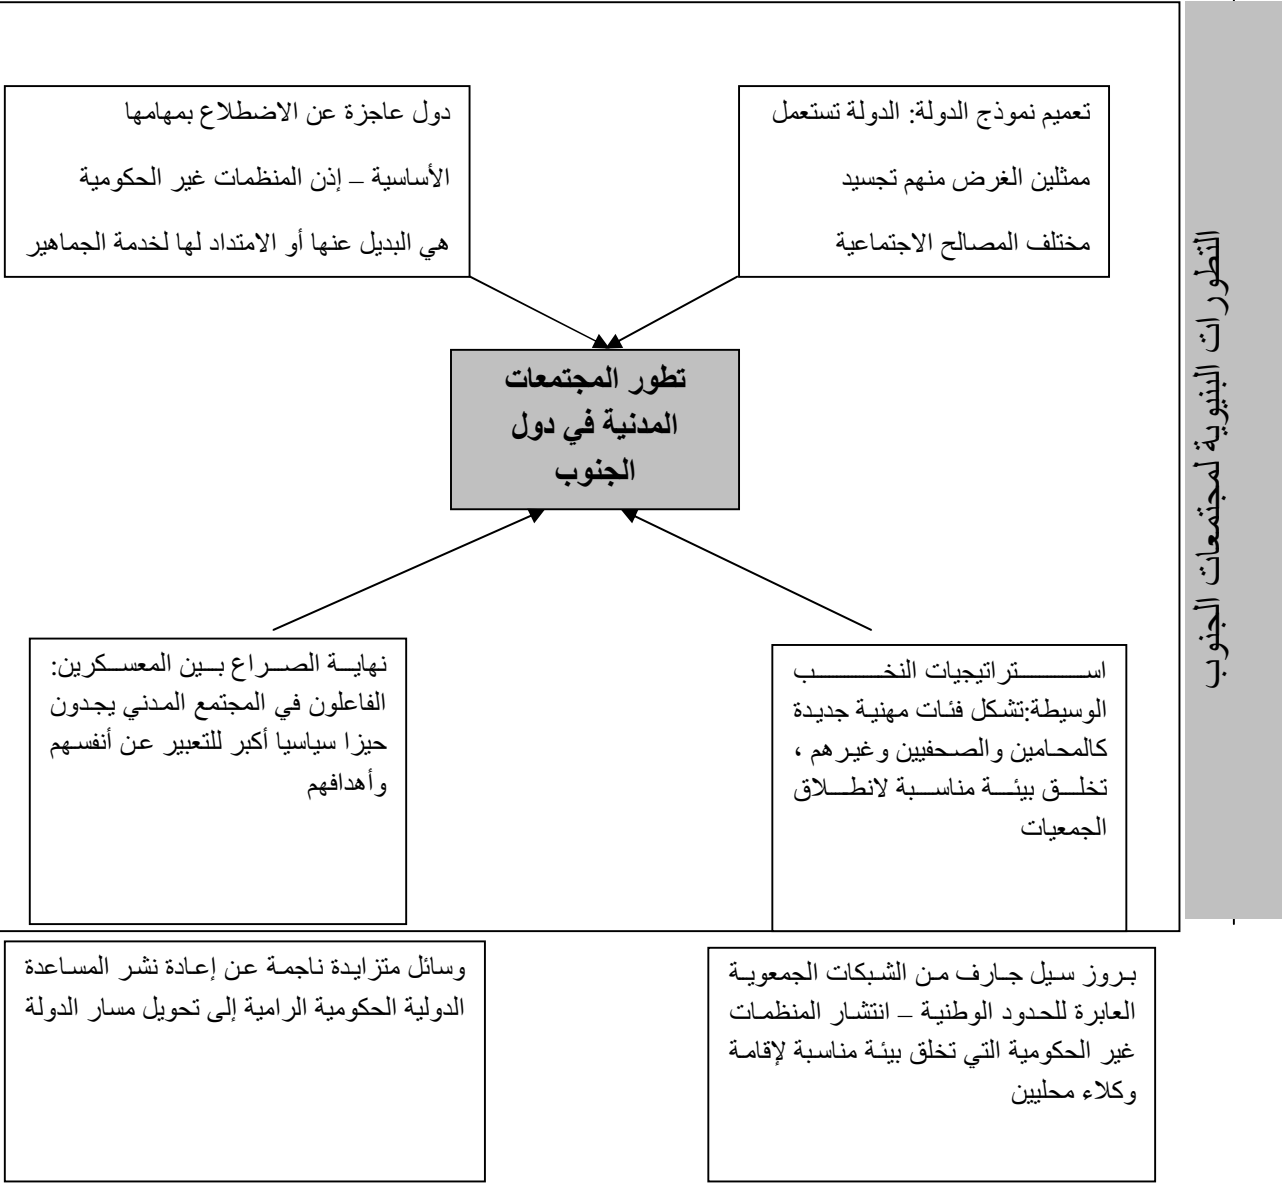 تعميم نموذج الدولة: الدولة تستعمل
ممثلين الغرض منهم تجسيد
مختلف المصالح الاجتماعية
دول عاجزة عن الاضطلاع بمهامها
الأساسية – إذن المنظمات غير الحكومية
هي البديل عنها أو الامتداد لها لخدمة الجماهير
تطور المجتمعات
المدنية في دول
الجنوب
استراتيجيات النخب
الوسيطة:تشكل فئات مهنية جديدة
كالمحامين والصحفيين وغيرهم ،
تخلق بيئة مناسبة لانطلاق
الجمعيات
نهاية الصراع بين المعسكرين:
الفاعلون في المجتمع المدني يجدون
حيزا سياسيا أكبر للتعبير عن أنفسهم
وأهدافهم
التطورات البنيوية لمجتمعات الجنوب
بروز سيل جارف من الشبكات الجمعوية
العابرة للحدود الوطنية – انتشار المنظمات
غير الحكومية التي تخلق بيئة مناسبة لإقامة
وكلاء محليين
وسائل متزايدة ناجمة عن إعادة نشر المساعدة
الدولية الحكومية الرامية إلى تحويل مسار الدولة